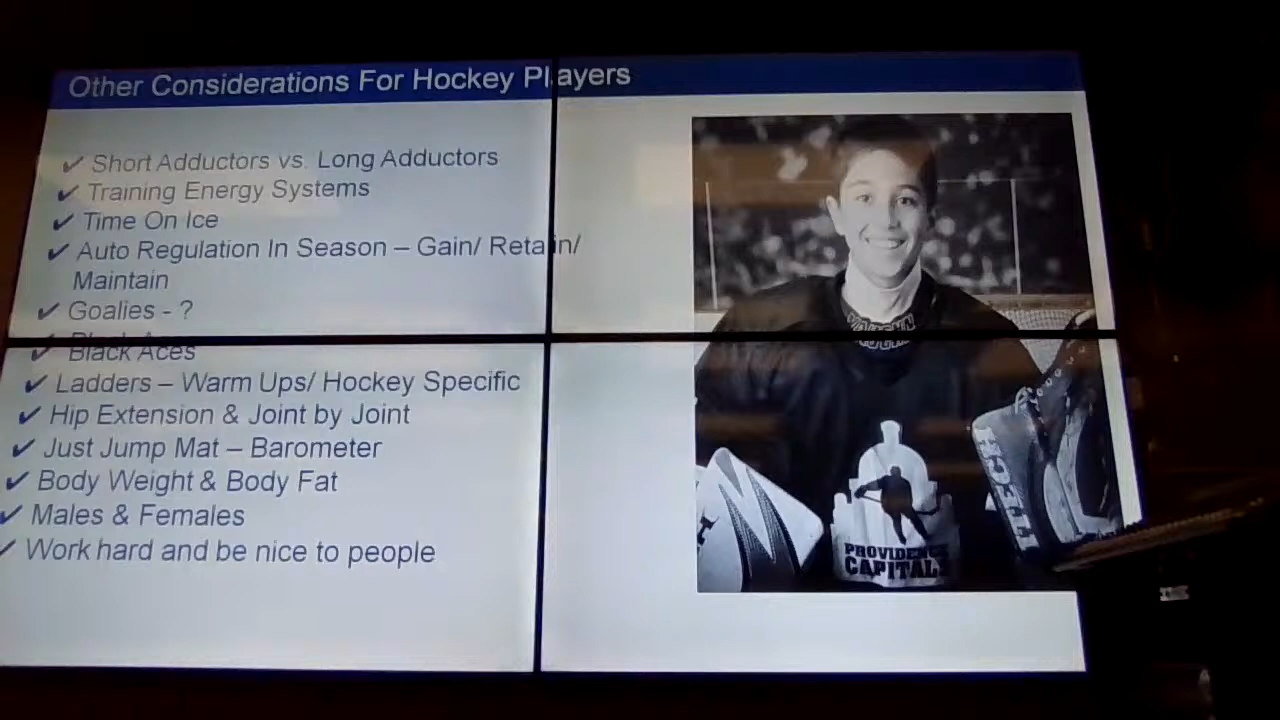 Other Considerations For Hockey Players
✔ Short Adductors vs. Long Adductors
✔ Training Energy Systems
✔ Time On Ice
✔ Auto Regulation In Season – Gain/ Retain/
Maintain
✔ Goalies - ?
✔ Black Aces
✔ Ladders – Warm Ups/ Hockey Specific
✔ Hip Extension & Joint by Joint
✔ Just Jump Mat – Barometer
✔ Body Weight & Body Fat
✔ Males & Females
✔ Work hard and be nice to people
VAUGHN
PROVIDENCE
CAPITALS